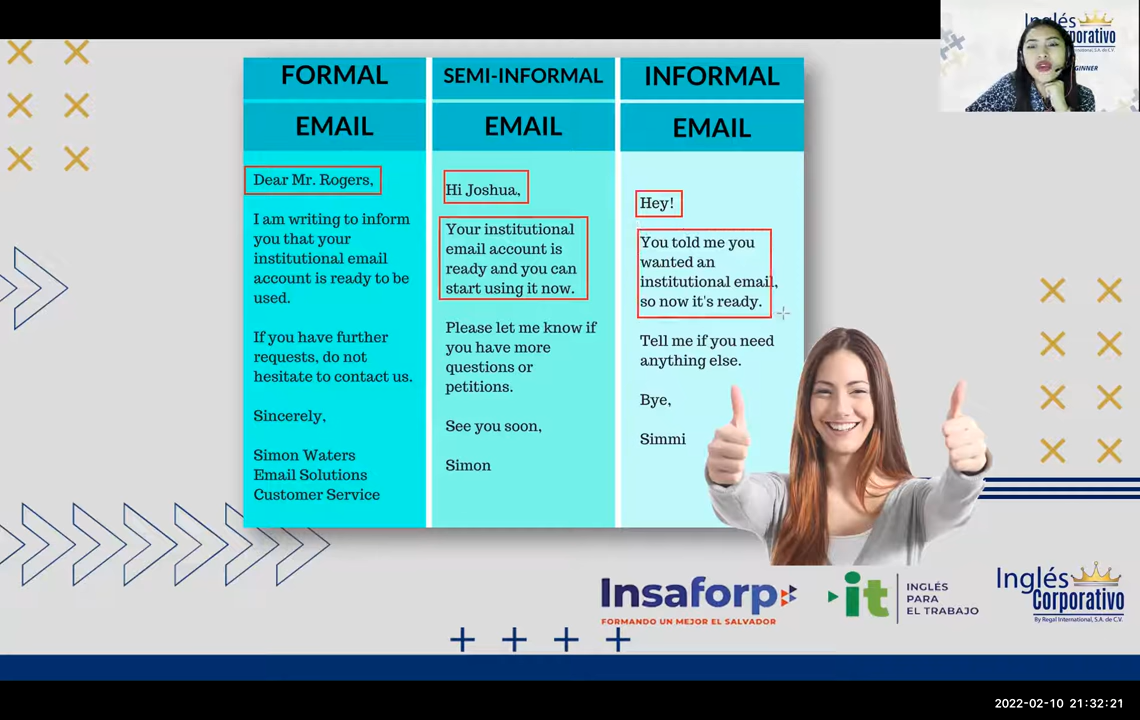 FORMAL
EMAIL
Dear Mr. Rogers,
I am writing to inform
you that your
institutional email
account is ready to be
used.
If you have further
requests, do not
hesitate to contact us.
Sincerely,
Simon Waters
Email Solutions
Customer Service
SEMI-INFORMAL
EMAIL
Hi Joshua,
Your institutional
email account is
ready and you can
start using it now.
Please let me know if
you have more
questions or
petitions.
See you soon,
Simon
INFORMAL
EMAIL
Hey!
You told me you
wanted an
institutional email,
so now it's ready.
Tell me if you need
anything else.
Bye,
Simmi
Insaforp
FORMANDO UN MEJOR EL SALVADOR
it
INGLÉS
PARA
EL TRABAJO
Inglés
Corporativo
By Regal International, S.A. de C.V.
2022-02-10 21:32:21